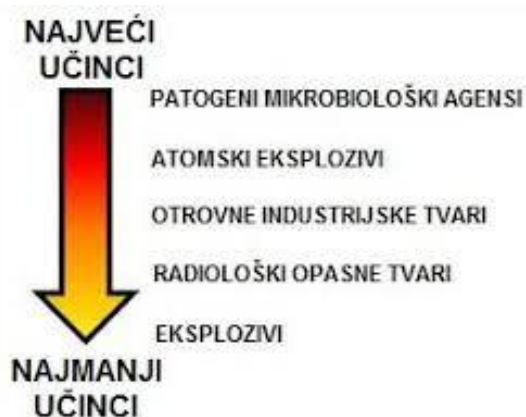 NAJVEĆI
UČINCI
PATOGENI MIKROBIOLOŠKI AGENSI
ATOMSKI EKSPLOZIVI
OTROVNE INDUSTRIJSKE TVARI
RADIOLOŠKI OPASNE TVARI
EKSPLOZIVI
NAJMANJI
UČINCI